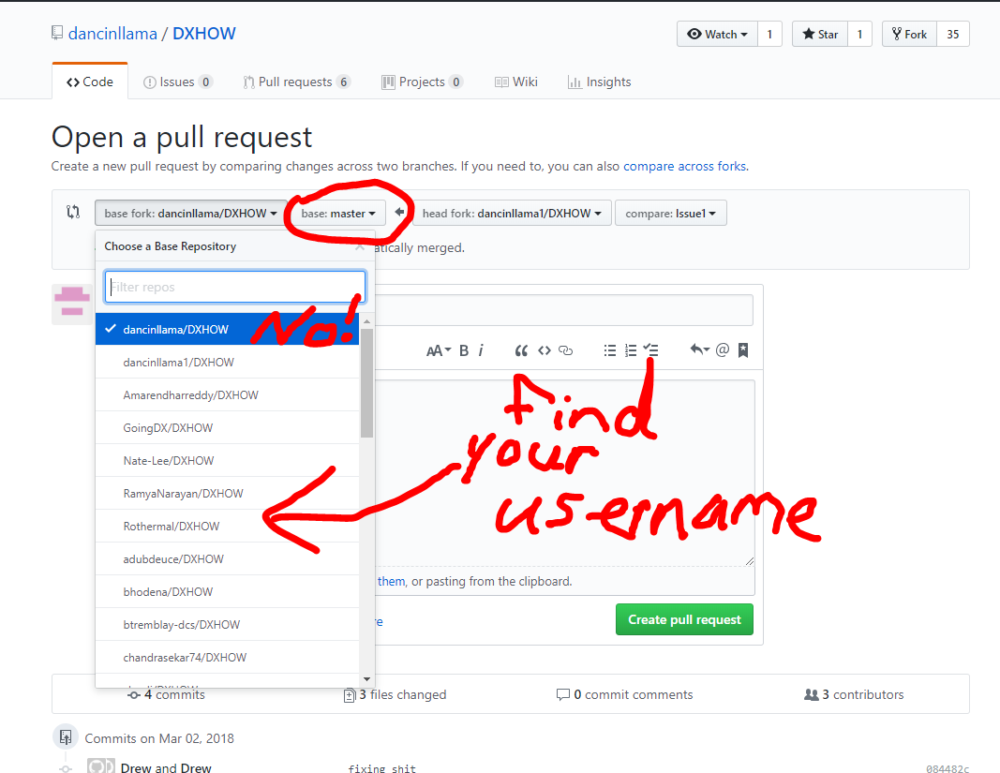 dancinllama / DXHOW
Watch 1 Star 1 Fork 35
Code Issues 0 Pull requests 6 Projects 0 Wiki Insights
Open a pull request
Create a new pull request by comparing changes across two branches. If you need to, you can also compare across forks.
base fork: dancinllama/DXHOW base: master head fork: dancinllama1/DXHOW compare: Issue1
Choose a Base Repository
atically merged.
Filter repos
No!
dancinllama/DXHOW
dancinllama1/DXHOW
AA B i
Amarendharreddy/DXHOW
GoingDX/DXHOW
Nate-Lee/DXHOW
RamyaNarayan/DXHOW
Rothermal/DXHOW
adubdeuce/DXHOW
bhodena/DXHOW
btremblay-dcs/DXHOW
chandrasekar74/DXHOW
find
your
username
them, or pasting from the clipboard.
re
Create pull request
4 commits 3 files changed 0 commit comments 3 contributors
Commits on Mar 02, 2018
Drew and Drew fixing shit 084482c